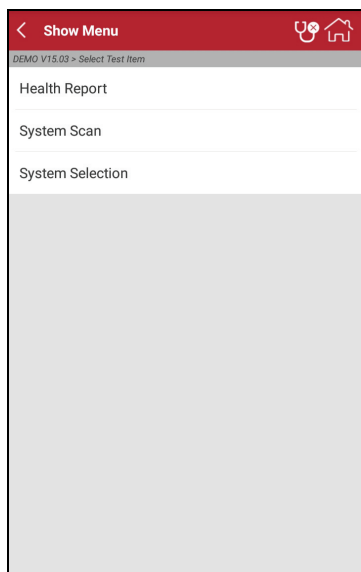 Show Menu
DEMO V15.03 > Select Test Item
Health Report
System Scan
System Selection